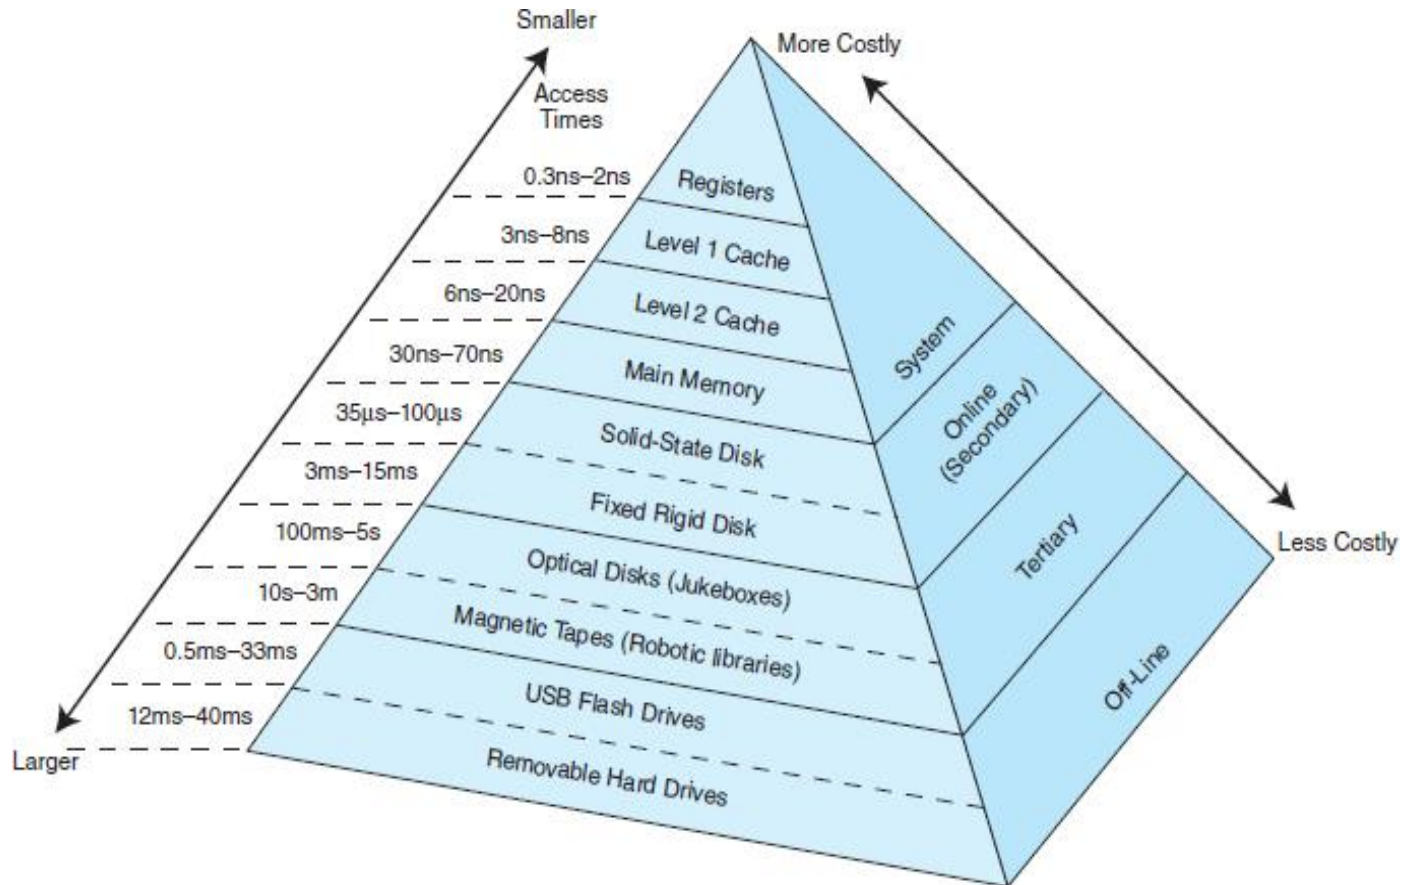 Smaller
More Costly
Access
Times
0.3ns–2ns
Registers
3ns–8ns
Level 1 Cache
6ns–20ns
Level 2 Cache
System
30ns–70ns
Main Memory
Online
(Secondary)
35μs–100μs
Solid-State Disk
3ms–15ms
Fixed Rigid Disk
100ms–5s
Optical Disks (Jukeboxes)
Tertiary
Less Costly
10s–3m
Magnetic Tapes (Robotic libraries)
0.5ms–33ms
USB Flash Drives
Off-Line
12ms–40ms
Removable Hard Drives
Larger